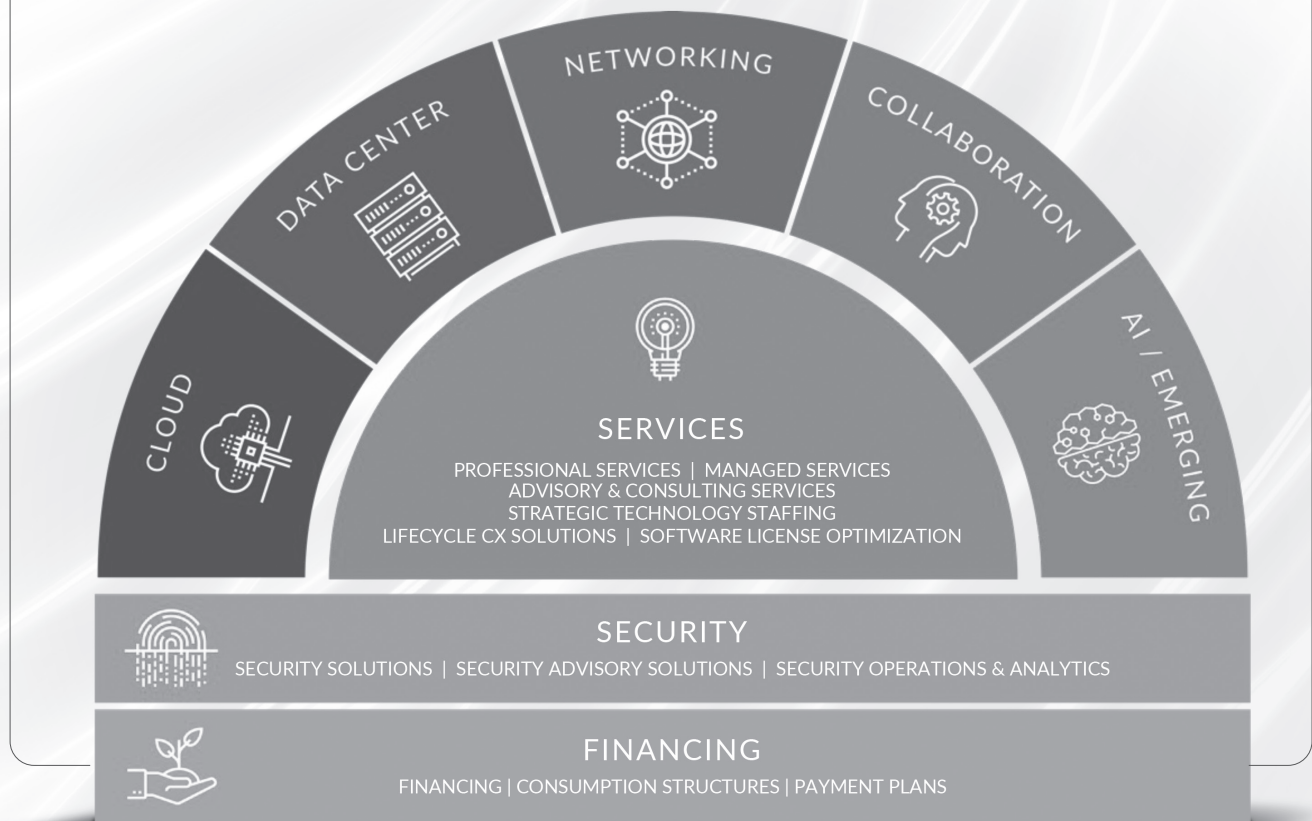 CLOUD
DATA CENTER
NETWORKING
COLLABORATION
AI / EMERGING
SERVICES
PROFESSIONAL SERVICES | MANAGED SERVICES
ADVISORY & CONSULTING SERVICES
STRATEGIC TECHNOLOGY STAFFING
LIFECYCLE CX SOLUTIONS | SOFTWARE LICENSE OPTIMIZATION
SECURITY
SECURITY SOLUTIONS | SECURITY ADVISORY SOLUTIONS | SECURITY OPERATIONS & ANALYTICS
FINANCING
FINANCING | CONSUMPTION STRUCTURES | PAYMENT PLANS